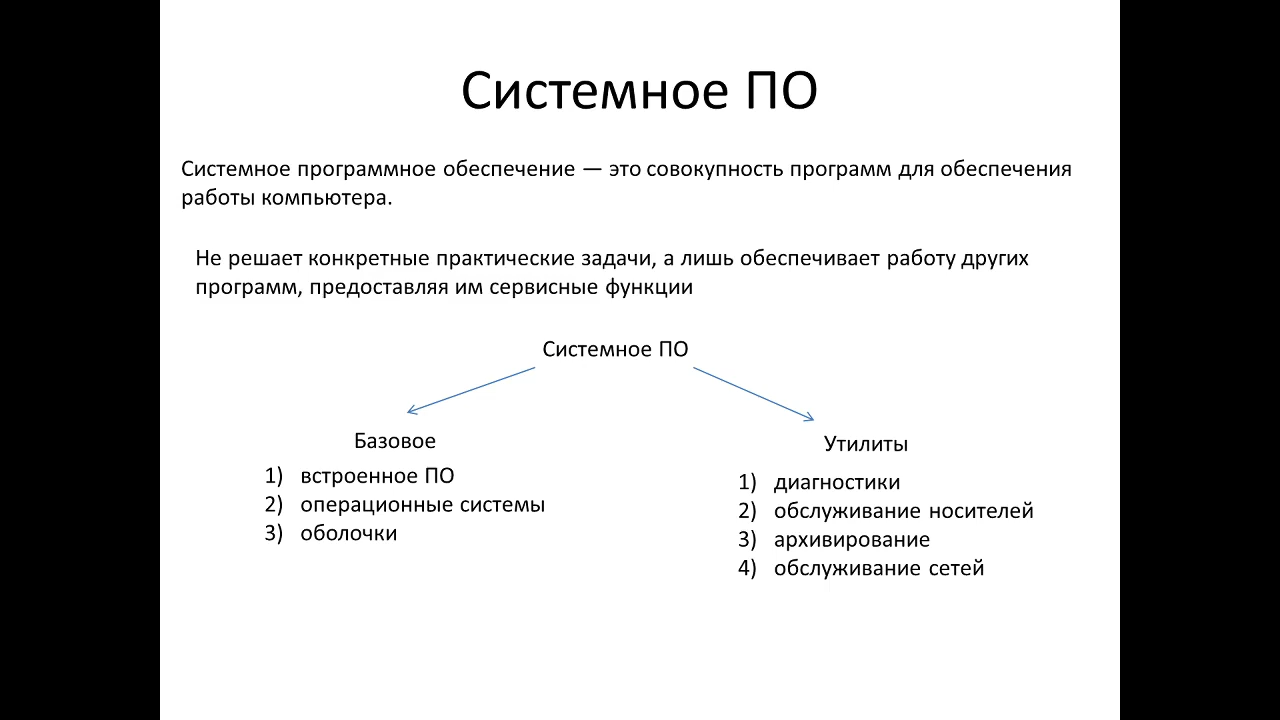 Системное ПО
Системное программное обеспечение — это совокупность программ для обеспечения
работы компьютера.
Не решает конкретные практические задачи, а лишь обеспечивает работу других
программ, предоставляя им сервисные функции
Системное ПО
Базовое
1) встроенное ПО
2) операционные системы
3) оболочки
Утилиты
1) диагностики
2) обслуживание носителей
3) архивирование
4) обслуживание сетей